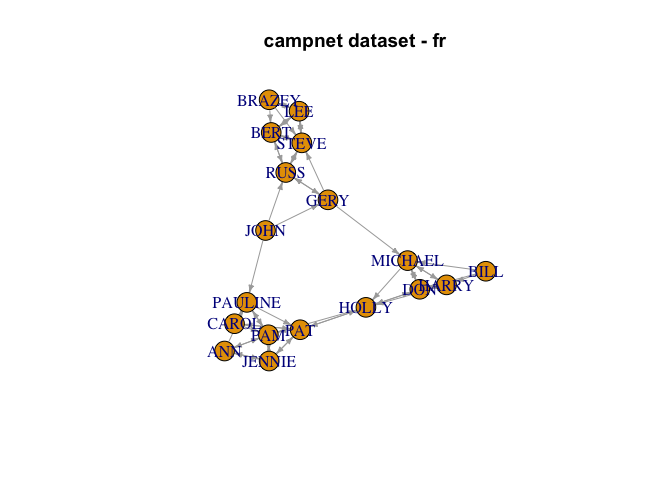 campnet dataset - fr
BRAZEY
LEE
BERT
STEVE
RUSS
GERY
JOHN
MICHAEL
BILL
HARRY
DON
PAULINE
HOLLY
CAROL
PAT
PAM
ANN
JENNIE